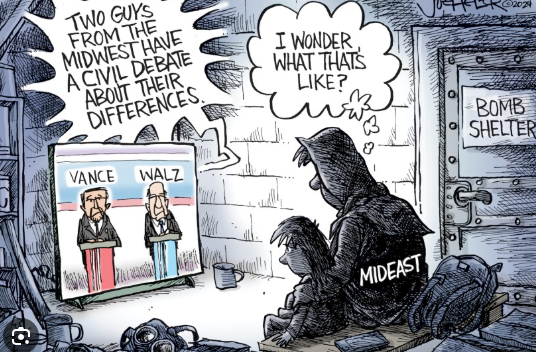 TWO GUYS
FROM THE
MIDWEST HAVE
A CIVIL DEBATE
ABOUT THEIR
DIFFERENCES.
I WONDER
WHAT THAT'S
LIKE?
©2024
BOMB
SHELTER
VANCE
WALZ
MIDEAST